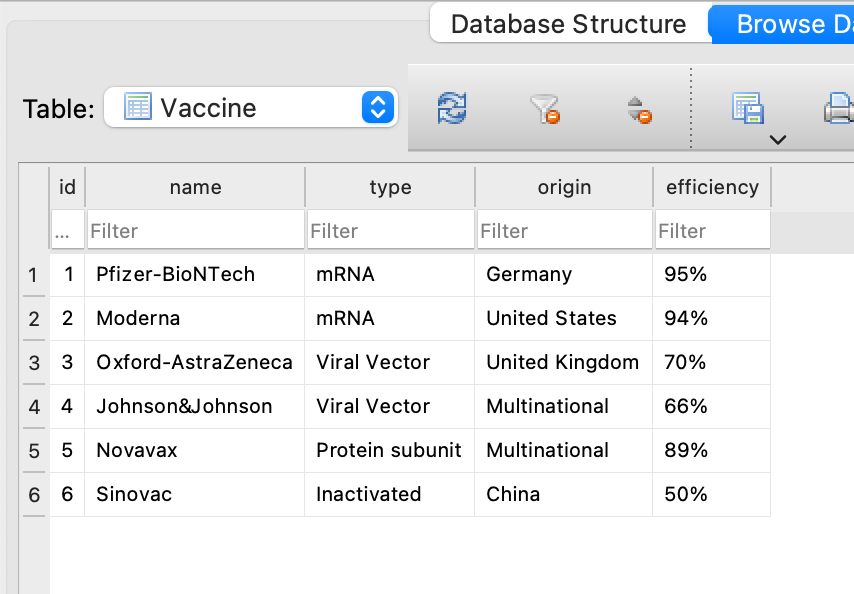 Database Structure Browse Da
Table: Vaccine
id name type origin efficiency
... Filter Filter Filter Filter
1 1 Pfizer-BioNTech mRNA Germany 95%
2 2 Moderna mRNA United States 94%
3 3 Oxford-AstraZeneca Viral Vector United Kingdom 70%
4 4 Johnson&Johnson Viral Vector Multinational 66%
5 5 Novavax Protein subunit Multinational 89%
6 6 Sinovac Inactivated China 50%